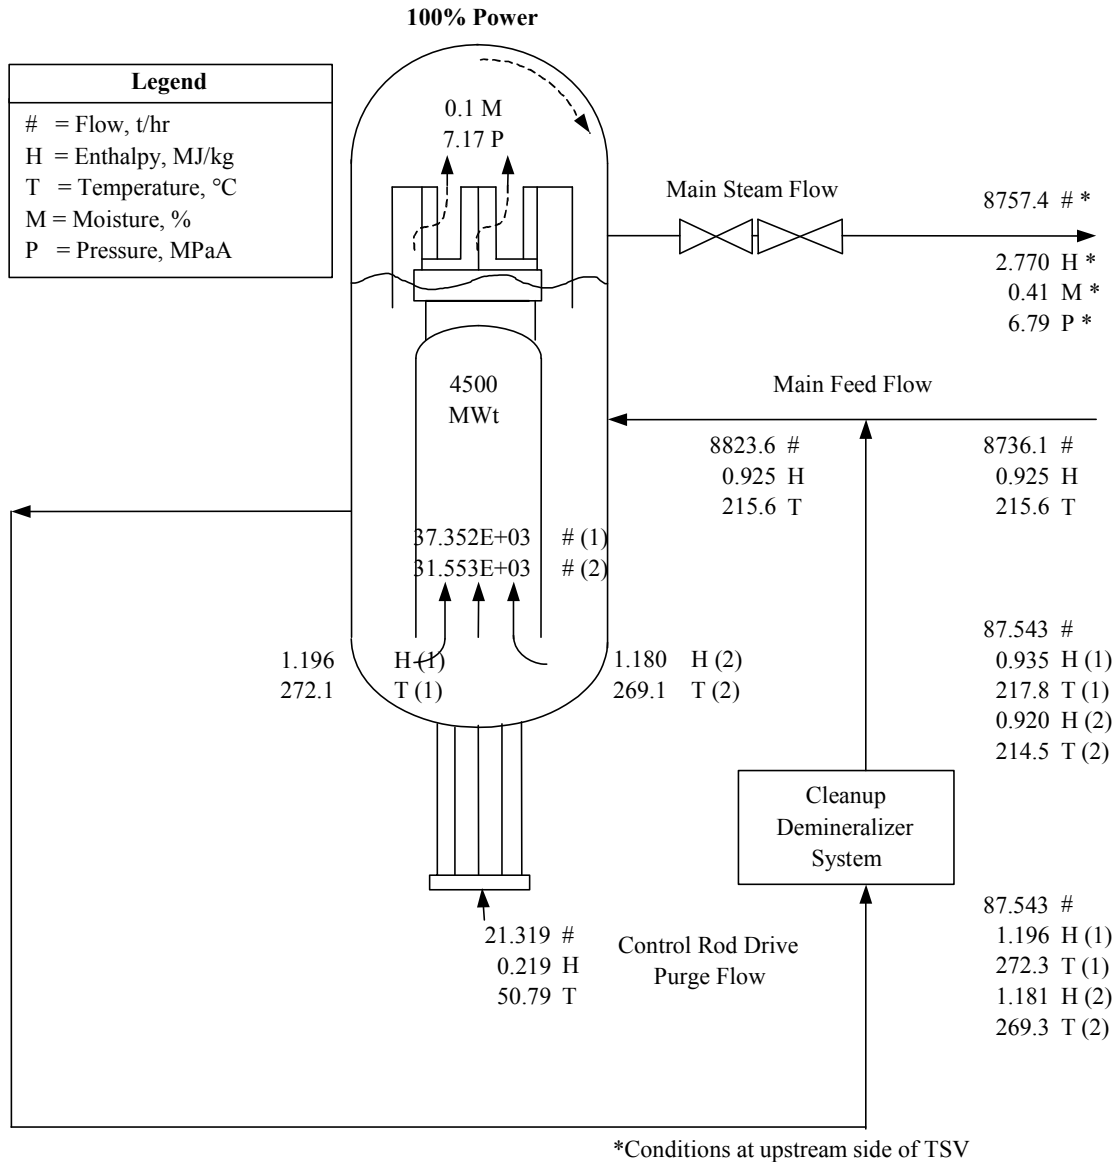 100% Power
Legend
# = Flow, t/hr
H = Enthalpy, MJ/kg
T = Temperature, °C
M = Moisture, %
P = Pressure, MPaA
0.1 M
7.17 P
Main Steam Flow
8757.4 # *
2.770 H *
0.41 M *
6.79 P *
4500
MWt
Main Feed Flow
8823.6 #
0.925 H
215.6 T
8736.1 #
0.925 H
215.6 T
37.352E+03 # (1)
31.553E+03 # (2)
1.196 H (1)
272.1 T (1)
1.180 H (2)
269.1 T (2)
87.543 #
0.935 H (1)
217.8 T (1)
0.920 H (2)
214.5 T (2)
Cleanup
Demineralizer
System
87.543 #
1.196 H (1)
272.3 T (1)
1.181 H (2)
269.3 T (2)
21.319 #
0.219 H
50.79 T
Control Rod Drive
Purge Flow
*Conditions at upstream side of TSV